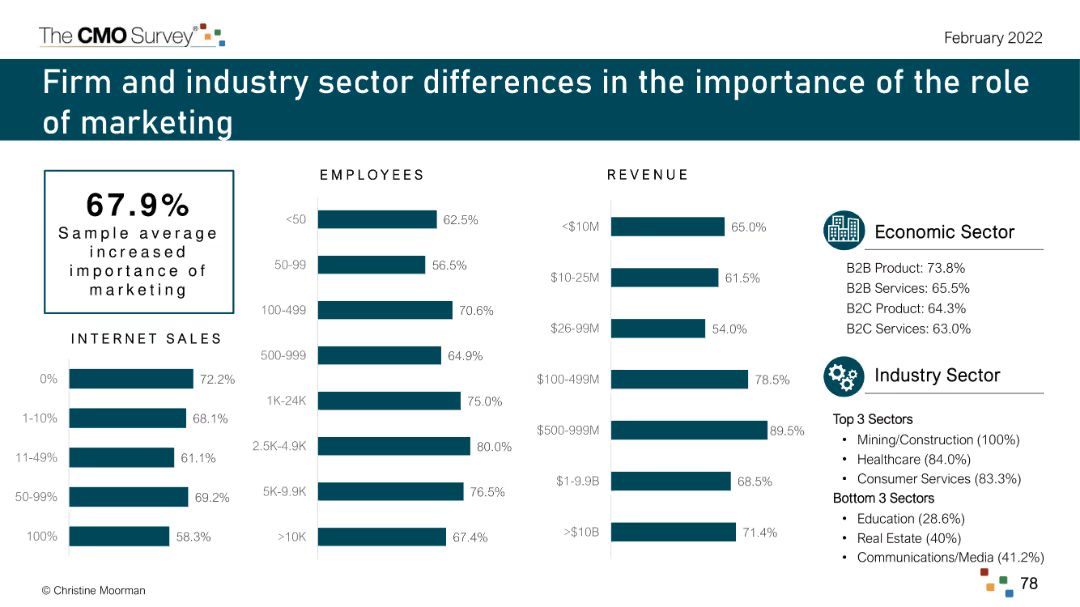 The CMO Survey®
February 2022
Firm and industry sector differences in the importance of the role
of marketing
67.9%
Sample average
increased
importance of
marketing
INTERNET SALES
0% 72.2%
1-10% 68.1%
11-49% 61.1%
50-99% 69.2%
100% 58.3%
EMPLOYEES
<50 62.5%
50-99 56.5%
100-499 70.6%
500-999 64.9%
1K-24K 75.0%
2.5K-4.9K 80.0%
5K-9.9K 76.5%
>10K 67.4%
REVENUE
<$10M 65.0%
$10-25M 61.5%
$26-99M 54.0%
$100-499M 78.5%
$500-999M 89.5%
$1-9.9B 68.5%
>$10B 71.4%
Economic Sector
B2B Product: 73.8%
B2B Services: 65.5%
B2C Product: 64.3%
B2C Services: 63.0%
Industry Sector
Top 3 Sectors
• Mining/Construction (100%)
• Healthcare (84.0%)
• Consumer Services (83.3%)
Bottom 3 Sectors
• Education (28.6%)
• Real Estate (40%)
• Communications/Media (41.2%)
© Christine Moorman
78